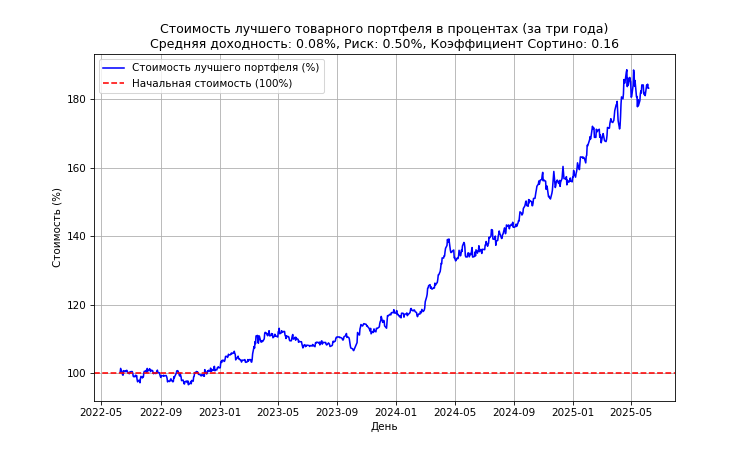 Стоимость лучшего товарного портфеля в процентах (за три года)
Средняя доходность: 0.08%, Риск: 0.50%, Коэффициент Сортино: 0.16
Стоимость лучшего портфеля (%)
Начальная стоимость (100%)
Стоимость (%)
180
160
140
120
100
2022-05 2022-09 2023-01 2023-05 2023-09 2024-01 2024-05 2024-09 2025-01 2025-05
День